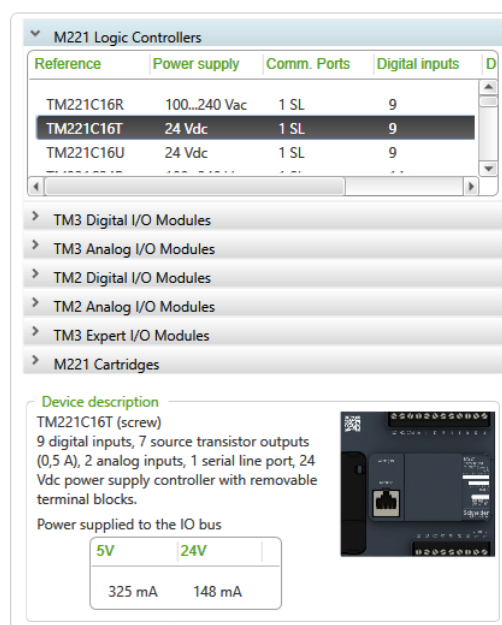 M221 Logic Controllers
Reference Power supply Comm. Ports Digital inputs D
TM221C16R 100...240 Vac 1 SL 9
TM221C16T 24 Vdc 1 SL 9
TM221C16U 24 Vdc 1 SL 9
TM3 Digital I/O Modules
TM3 Analog I/O Modules
TM2 Digital I/O Modules
TM2 Analog I/O Modules
TM3 Expert I/O Modules
M221 Cartridges
Device description
TM221C16T (screw)
9 digital inputs, 7 source transistor outputs
(0,5 A), 2 analog inputs, 1 serial line port, 24
Vdc power supply controller with removable
terminal blocks.
Power supplied to the IO bus
5V 24V
325 mA 148 mA